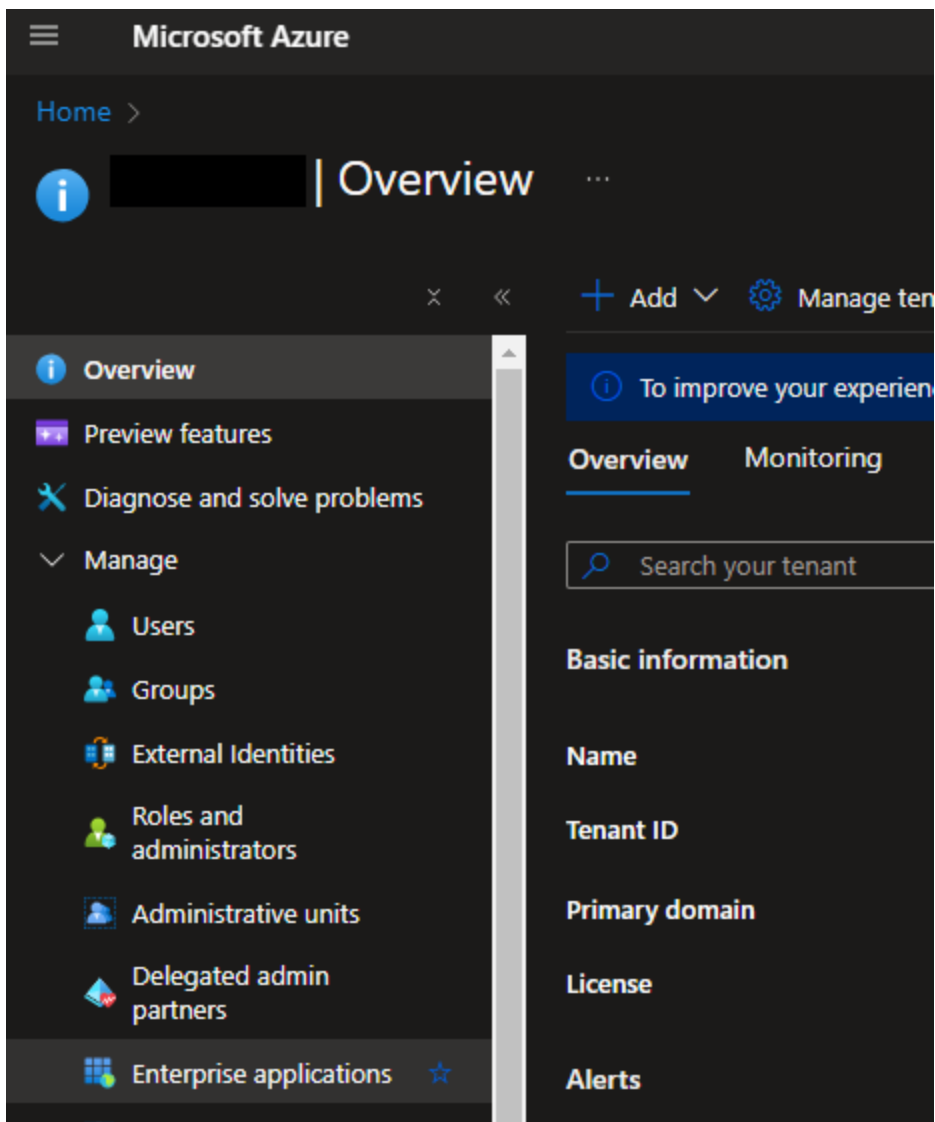 Microsoft Azure
Home >
| Overview ...
Add
Manage ten
Overview
Preview features
Diagnose and solve problems
Manage
Users
Groups
External Identities
Roles and
administrators
Administrative units
Delegated admin
partners
Enterprise applications
To improve your experienc
Overview Monitoring
Search your tenant
Basic information
Name
Tenant ID
Primary domain
License
Alerts